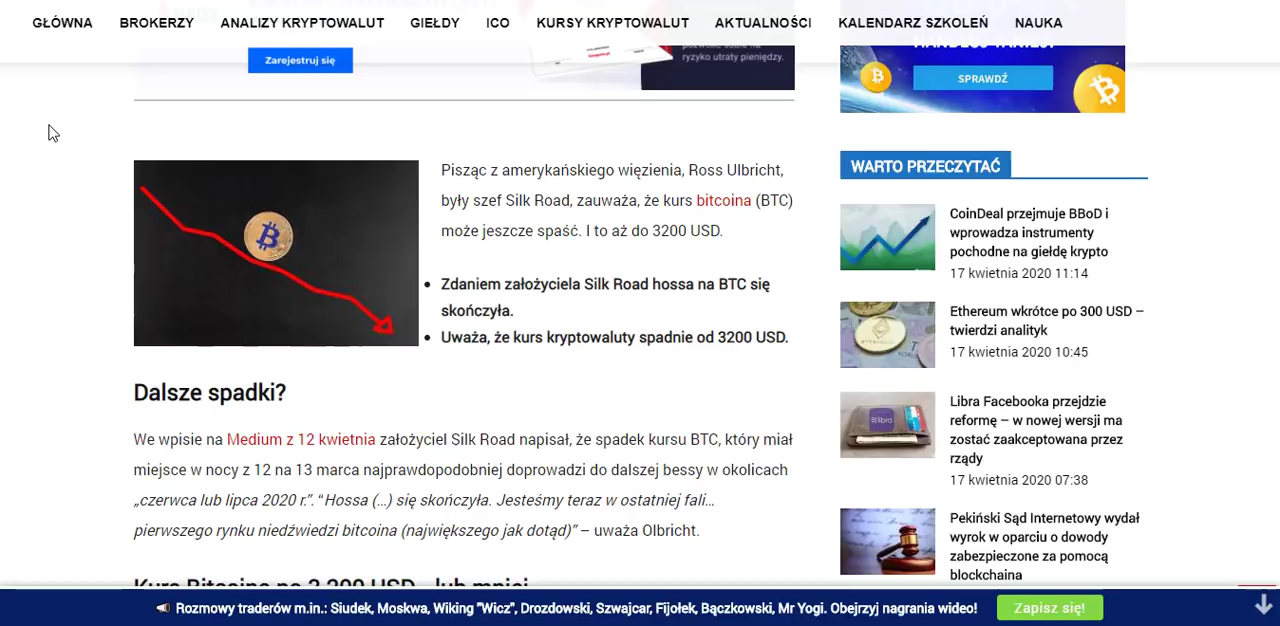 GŁÓWNA BROKERZY ANALIZY KRYPTOWALUT GIEŁDY ICO KURSY KRYPTOWALUT AKTUALNOŚCI KALENDARZ SZKOLEŃ NAUKA
Zarejestruj się
ryzyko utraty pieniędzy.
SPRAWDŹ
Pisząc z amerykańskiego więzienia, Ross Ulbricht,
były szef Silk Road, zauważa, że kurs bitcoina (BTC)
może jeszcze spaść. I to aż do 3200 USD.
Zdaniem założyciela Silk Road hossa na BTC się
skończyła.
Uważa, że kurs kryptowaluty spadnie od 3200 USD.
Dalsze spadki?
We wpisie na Medium z 12 kwietnia założyciel Silk Road napisał, że spadek kursu BTC, który miał
miejsce w nocy z 12 na 13 marca najprawdopodobniej doprowadzi do dalszej bessy w okolicach
„czerwca lub lipca 2020 r.”. “Hossa (…) się skończyła. Jesteśmy teraz w ostatniej fali…
pierwszego rynku niedźwiedzi bitcoina (największego jak dotąd)” – uważa Olbricht.
Kurs Bitcoina po 3 200 USD – lub mniej
WARTO PRZECZYTAĆ
CoinDeal przejmuje BBoD i
wprowadza instrumenty
pochodne na giełdę krypto
17 kwietnia 2020 11:14
Ethereum wkrótce po 300 USD –
twierdzi analityk
17 kwietnia 2020 10:45
libra
Libra Facebooka przejdzie
reformę – w nowej wersji ma
zostać zaakceptowana przez
rządy
17 kwietnia 2020 07:38
Pekiński Sąd Internetowy wydał
wyrok w oparciu o dowody
zabezpieczone za pomocą
blockchaina
Rozmowy traderów m.in.: Siudek, Moskwa, Wiking "Wicz", Drozdowski, Szwajcar, Fijołek, Bączkowski, Mr Yogi. Obejrzyj nagrania wideo! Zapisz się!